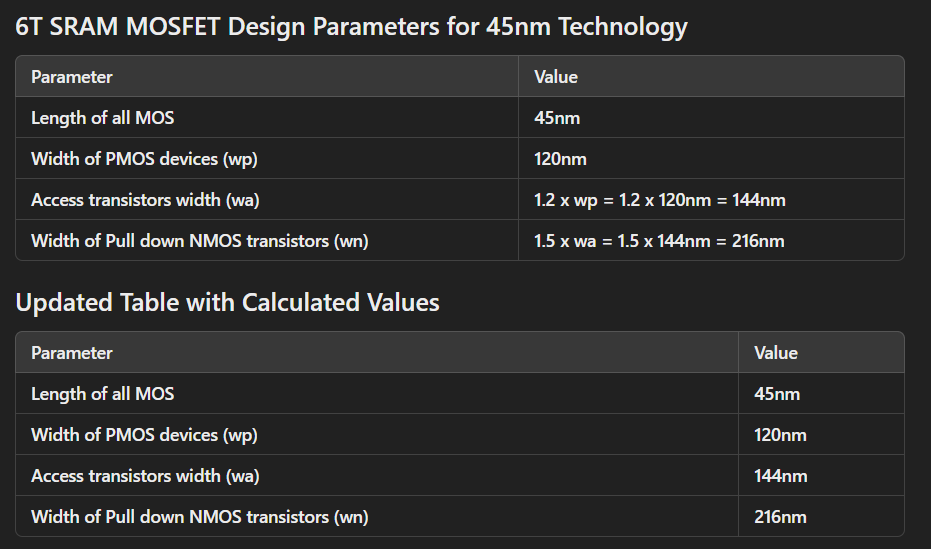 6T SRAM MOSFET Design Parameters for 45nm Technology
Parameter Value
Length of all MOS 45nm
Width of PMOS devices (wp) 120nm
Access transistors width (wa) 1.2 x wp = 1.2 x 120nm = 144nm
Width of Pull down NMOS transistors (wn) 1.5 x wa = 1.5 x 144nm = 216nm
Updated Table with Calculated Values
Parameter Value
Length of all MOS 45nm
Width of PMOS devices (wp) 120nm
Access transistors width (wa) 144nm
Width of Pull down NMOS transistors (wn) 216nm